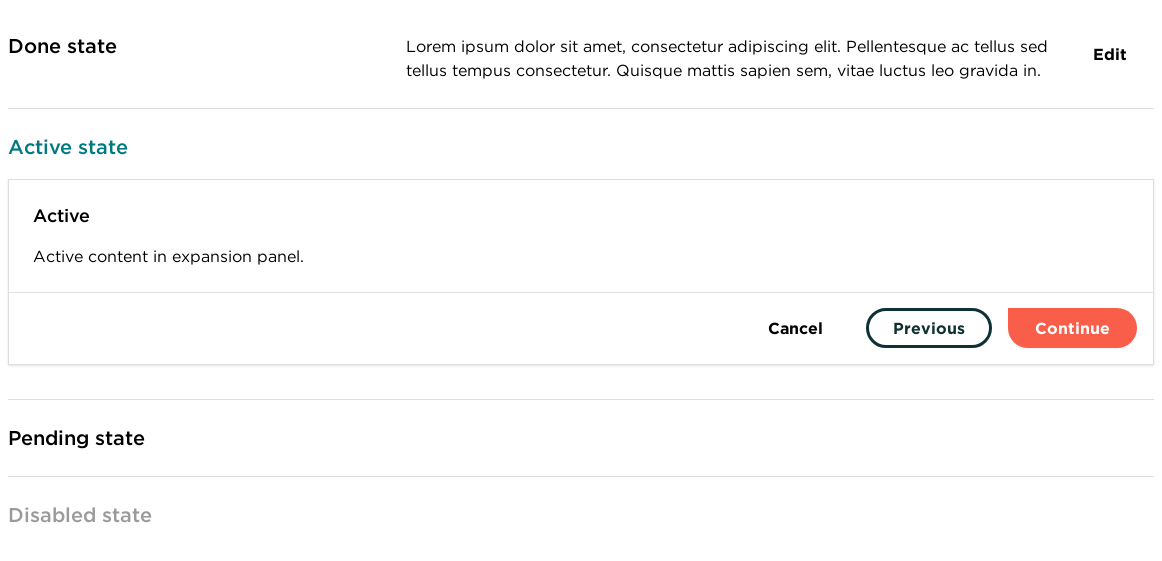 Done state
Lorem ipsum dolor sit amet, consectetur adipiscing elit. Pellentesque ac tellus sed
tellus tempus consectetur. Quisque mattis sapien sem, vitae luctus leo gravida in.
Edit
Active state
Active
Active content in expansion panel.
Cancel
Previous
Continue
Pending state
Disabled state